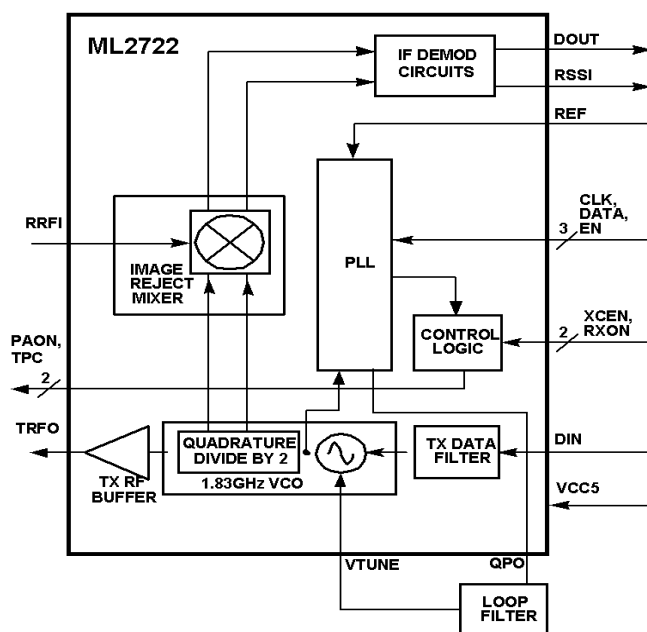 ML2722
IF DEMOD
CIRCUITS
DOUT
RSSI
REF
RRFI
IMAGE
REJECT
MIXER
PLL
CLK,
DATA,
EN
3
PAON,
TPC
2
CONTROL
LOGIC
XCEN,
RXON
2
TRFO
TX RF
BUFFER
QUADRATURE
DIVIDE BY 2
1.83GHz VCO
TX DATA
FILTER
DIN
VCC5
VTUNE
QPO
LOOP
FILTER